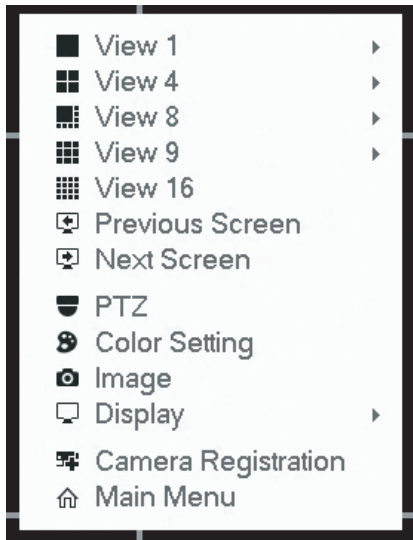 View 1
View 4
View 8
View 9
View 16
Previous Screen
Next Screen
PTZ
Color Setting
Image
Display
Camera Registration
Main Menu